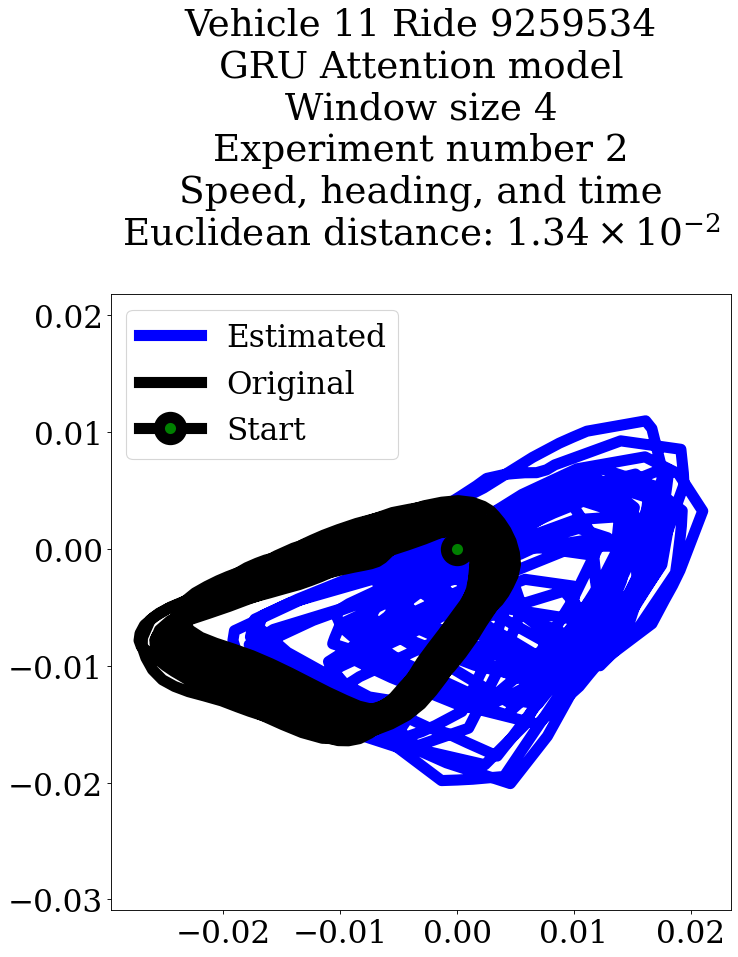 Vehicle 11 Ride 9259534
GRU Attention model
Window size 4
Experiment number 2
Speed, heading, and time
Euclidean distance: 1.34 × 10⁻²
0.02
0.01
0.00
−0.01
−0.02
−0.03
Estimated
Original
Start
−0.02 −0.01 0.00 0.01 0.02